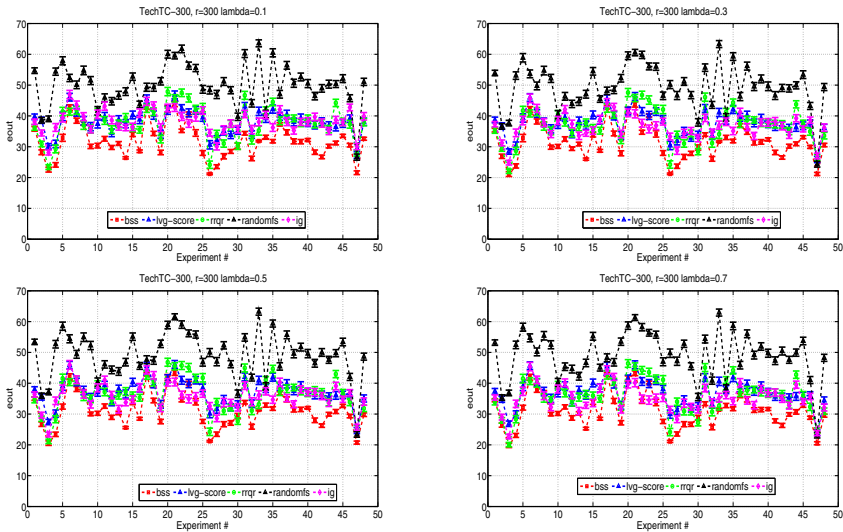 TechTC−300, r=300 lambda=0.1
70
60
50
40
30
20
10
0
eout
0 5 10 15 20 25 30 35 40 45 50
Experiment #
bss lvg−score rrqr randomfs ig
TechTC−300, r=300 lambda=0.3
70
60
50
40
30
20
10
0
eout
0 5 10 15 20 25 30 35 40 45 50
Experiment #
bss lvg−score rrqr randomfs ig
TechTC−300, r=300 lambda=0.5
70
60
50
40
30
20
10
0
eout
0 5 10 15 20 25 30 35 40 45 50
Experiment #
bss lvg−score rrqr randomfs ig
TechTC−300, r=300 lambda=0.7
70
60
50
40
30
20
10
0
eout
0 5 10 15 20 25 30 35 40 45 50
Experiment #
bss lvg−score rrqr randomfs ig